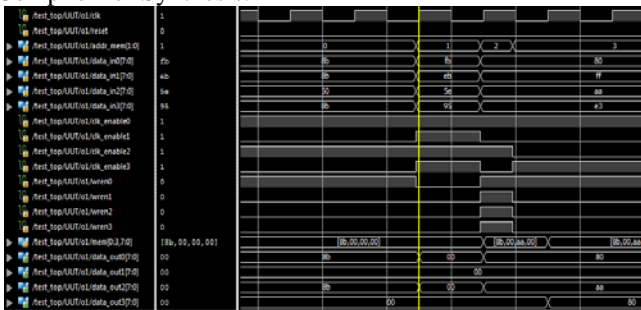 /test_top/UUT/o1/clk 1
/test_top/UUT/o1/reset 0
/test_top/UUT/o1/addr_mem[1:0] 1 0 1 2 3
/test_top/UUT/o1/data_in0[7:0] fb 8b fb 80
/test_top/UUT/o1/data_in1[7:0] eb 8b eb ff
/test_top/UUT/o1/data_in2[7:0] 5e 50 5e aa
/test_top/UUT/o1/data_in3[7:0] 95 8b 95 e3
/test_top/UUT/o1/clk_enable0 1
/test_top/UUT/o1/clk_enable1 1
/test_top/UUT/o1/clk_enable2 1
/test_top/UUT/o1/clk_enable3 1
/test_top/UUT/o1/wren0 0
/test_top/UUT/o1/wren1 0
/test_top/UUT/o1/wren2 0
/test_top/UUT/o1/wren3 0
/test_top/UUT/o1/mem[0:3,7:0] [8b,00,00,00] [8b,00,00,00] [8b,00,aa,00] [8b,00,aa
/test_top/UUT/o1/data_out0[7:0] 00 8b 00 80
/test_top/UUT/o1/data_out1[7:0] 00 00
/test_top/UUT/o1/data_out2[7:0] 00 8b 00 aa
/test_top/UUT/o1/data_out3[7:0] 00 00 80